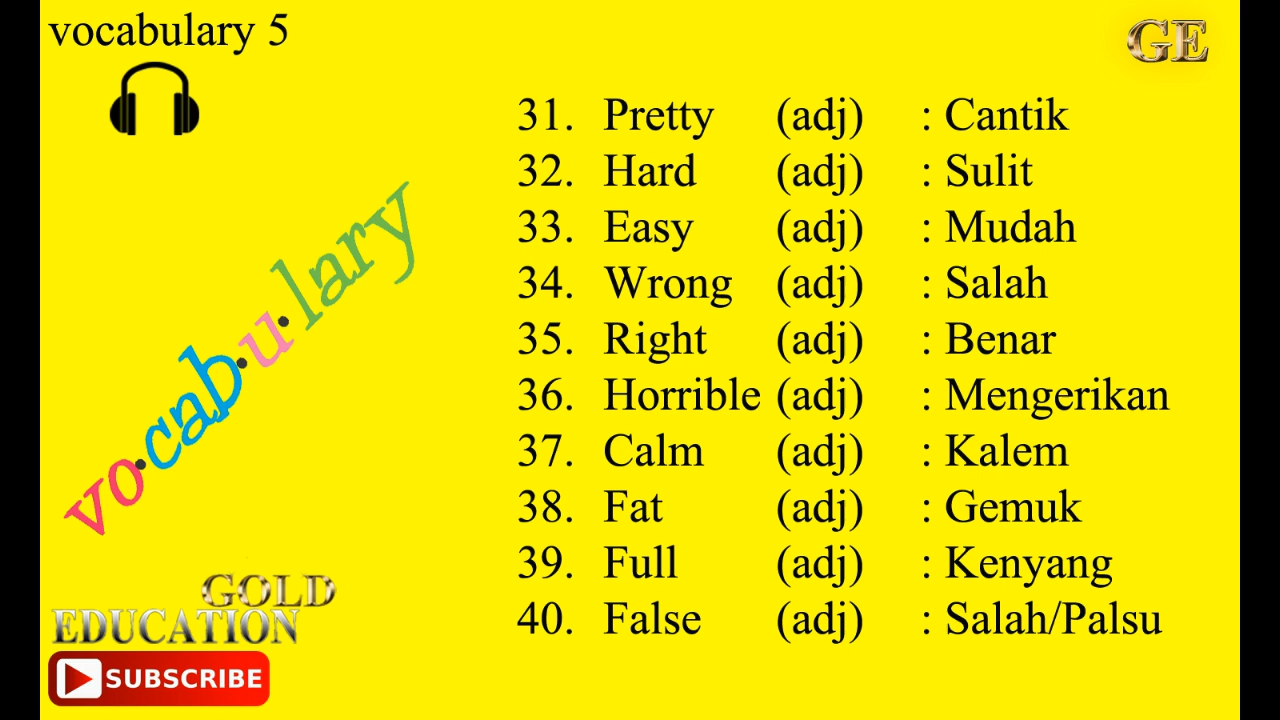 vocabulary 5
GE
31. Pretty (adj) : Cantik
32. Hard (adj) : Sulit
33. Easy (adj) : Mudah
34. Wrong (adj) : Salah
35. Right (adj) : Benar
36. Horrible (adj) : Mengerikan
37. Calm (adj) : Kalem
38. Fat (adj) : Gemuk
39. Full (adj) : Kenyang
40. False (adj) : Salah/Palsu
vo·cab·u·lary
GOLD
EDUCATION
SUBSCRIBE